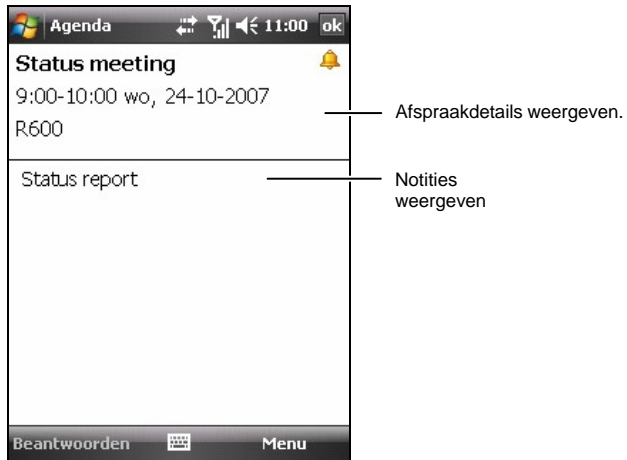 Agenda 11:00 ok
Status meeting
9:00-10:00 wo, 24-10-2007
R600
Afspraakdetails weergeven.
Status report
Notities
weergeven
Beantwoorden Menu